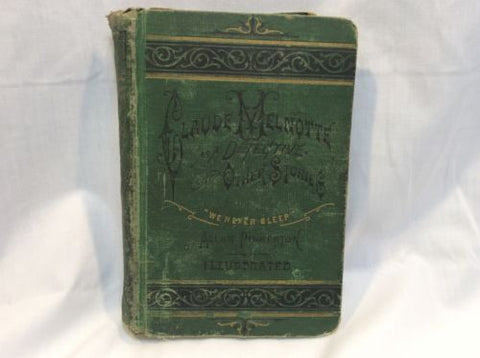 CLAUDE MELNOTTE
AS A DETECTIVE
AND OTHER STORIES
"WE NEVER SLEEP"
ALLAN PINKERTON
ILLUSTRATED